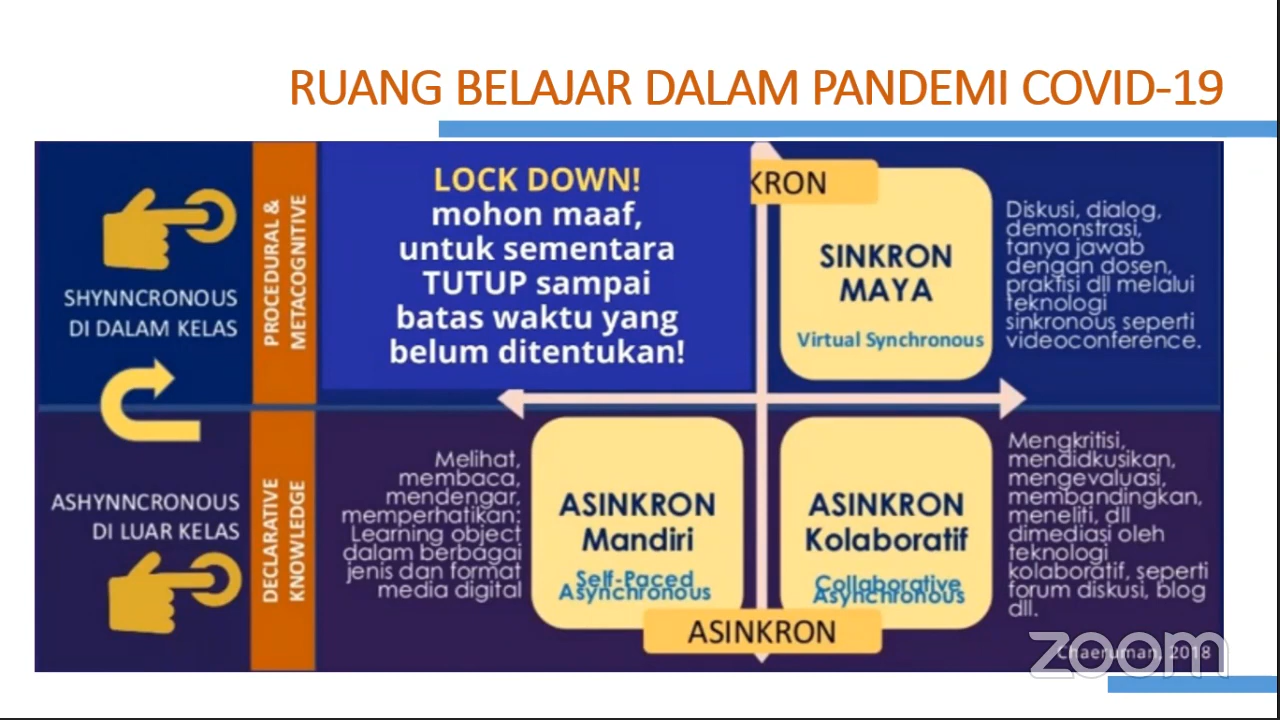 RUANG BELAJAR DALAM PANDEMI COVID-19
SHYNNCRONOUS
DI DALAM KELAS
PROCEDURAL &
METACOGNITIVE
LOCK DOWN!
mohon maaf,
untuk sementara
TUTUP sampai
batas waktu yang
belum ditentukan!
KRON
SINKRON
MAYA
Virtual Synchronous
Diskusi, dialog,
demonstrasi,
tanya jawab
dengan dosen,
praktisi dll melalui
teknologi
sinkronous seperti
videoconference.
ASHYNNCRONOUS
DI LUAR KELAS
DECLARATIVE
KNOWLEDGE
Melihat,
membaca,
mendengar,
memperhatikan:
Learning object
dalam berbagai
jenis dan format
media digital
ASINKRON
Mandiri
Self-Paced
Asynchronous
ASINKRON
Kolaboratif
Collaborative
Asynchronous
Mengkritisi,
mendidkusikan,
mengevaluasi,
membandingkan,
meneliti, dll
dimediasi oleh
teknologi
kolaboratif, seperti
forum diskusi, blog
dll.
ASINKRON
Chaeruman, 2018
zoom